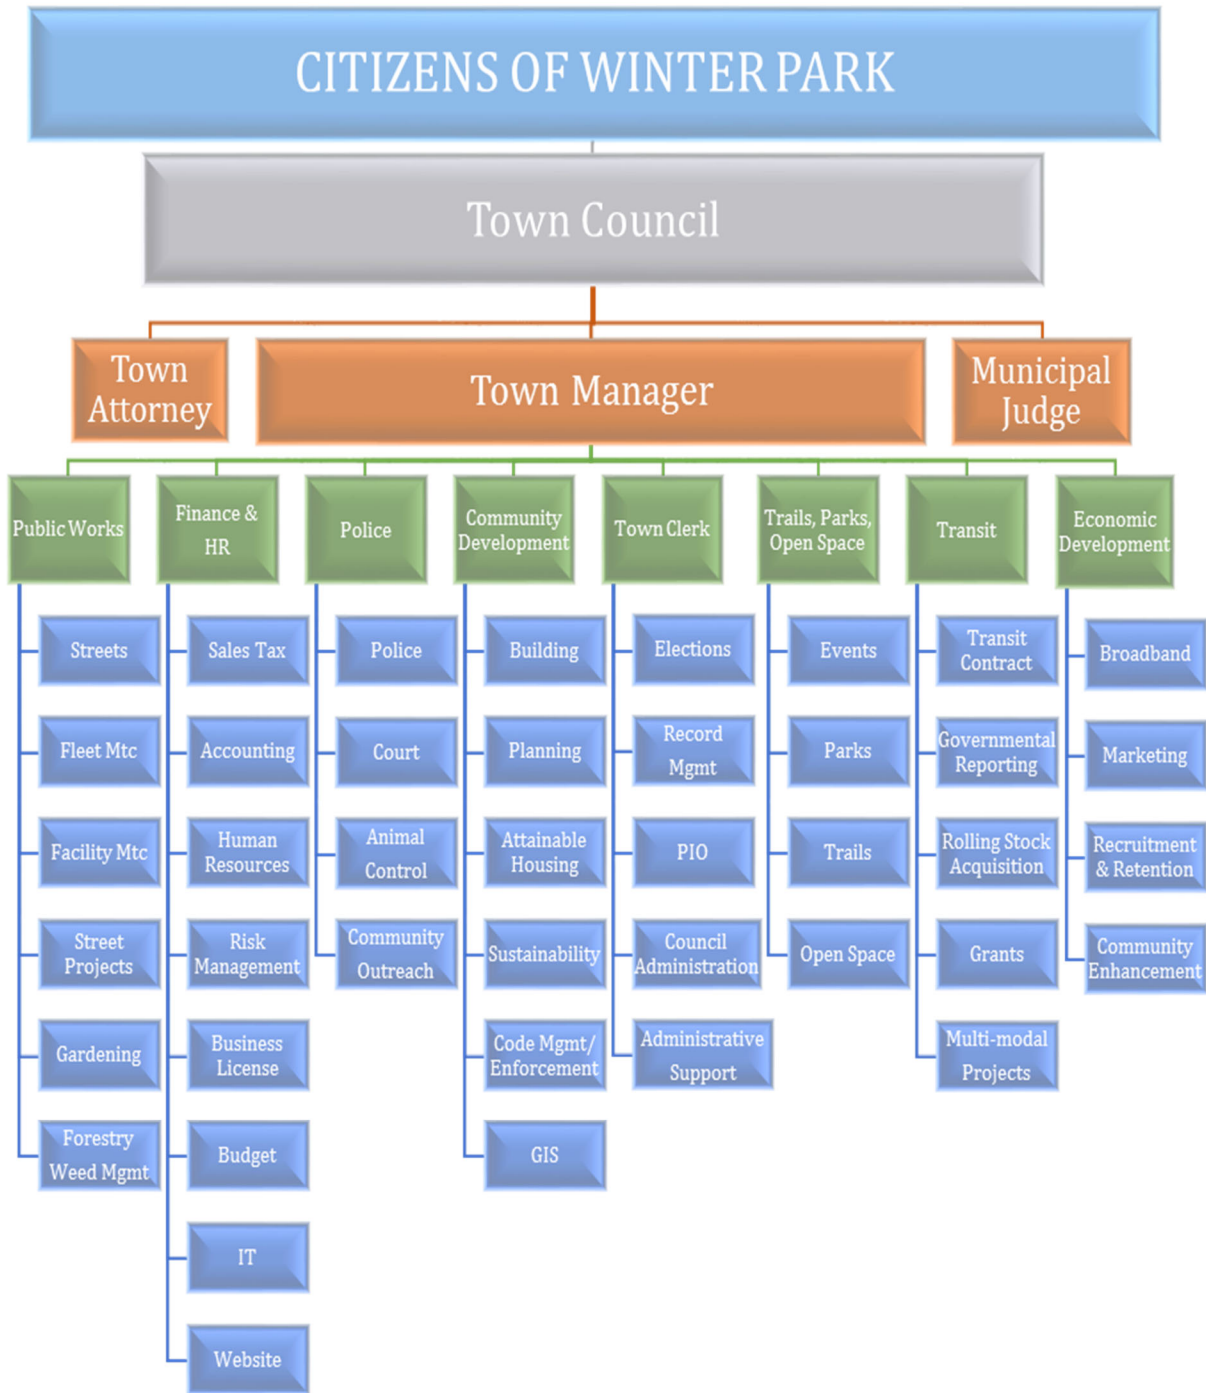 CITIZENS OF WINTER PARK
Town Council
Town
Attorney
Town Manager
Municipal
Judge
Public Works
Finance &
HR
Police
Community
Development
Town Clerk
Trails, Parks,
Open Space
Transit
Economic
Development
Streets
Fleet Mtc
Facility Mtc
Street
Projects
Gardening
Forestry
Weed Mgmt
Sales Tax
Accounting
Human
Resources
Risk
Management
Business
License
Budget
IT
Website
Police
Court
Animal
Control
Community
Outreach
Building
Planning
Attainable
Housing
Sustainability
Code Mgmt/
Enforcement
GIS
Elections
Record
Mgmt
PIO
Council
Administration
Administrative
Support
Events
Parks
Trails
Open Space
Transit
Contract
Governmental
Reporting
Rolling Stock
Acquisition
Grants
Multi-modal
Projects
Broadband
Marketing
Recruitment
& Retention
Community
Enhancement